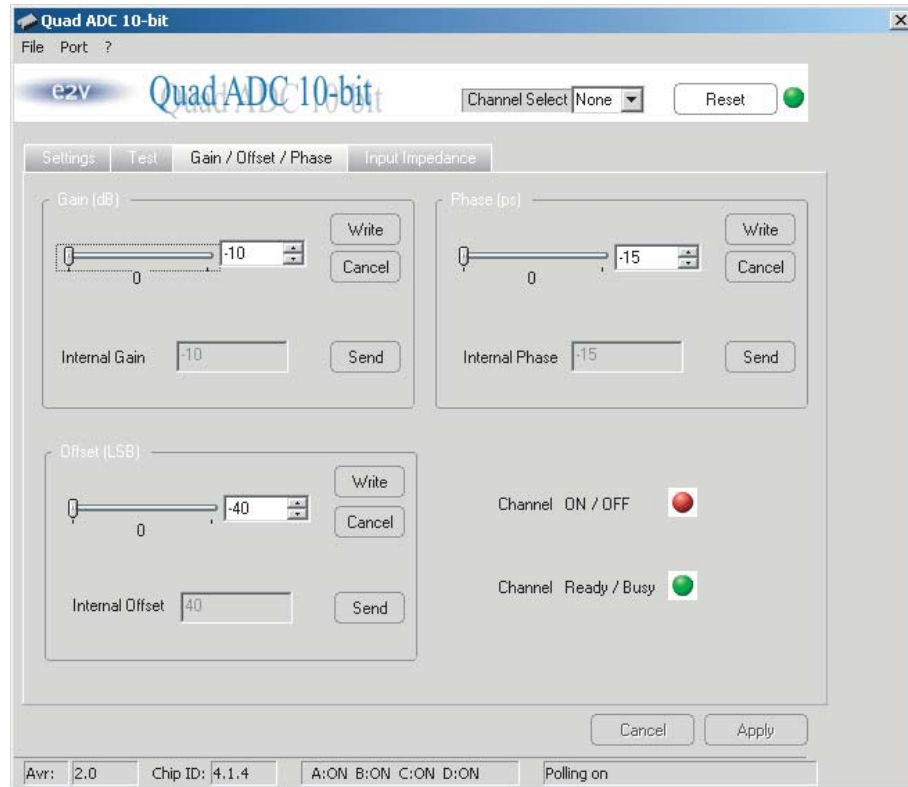 Quad ADC 10-bit
File Port ?
e2v Quad ADC 10-bit Channel Select None Reset
Settings Test Gain / Offset / Phase Input Impedance
Gain (dB)
-10
0
Write
Cancel
Internal Gain -10 Send
Phase (ps)
-15
0
Write
Cancel
Internal Phase -15 Send
Offset (LSB)
-40
0
Write
Cancel
Internal Offset 40 Send
Channel ON / OFF
Channel Ready / Busy
Cancel Apply
Avr: 2.0 Chip ID: 4.1.4 A:ON B:ON C:ON D:ON Polling on